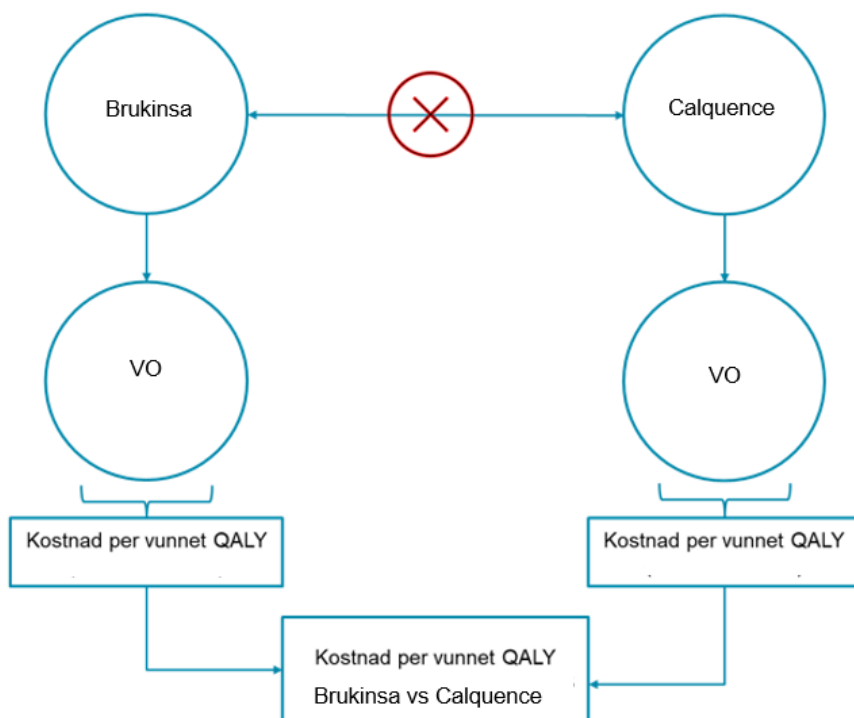 Brukinsa
Calquence
VO
VO
Kostnad per vunnet QALY
Kostnad per vunnet QALY
Kostnad per vunnet QALY
Brukinsa vs Calquence